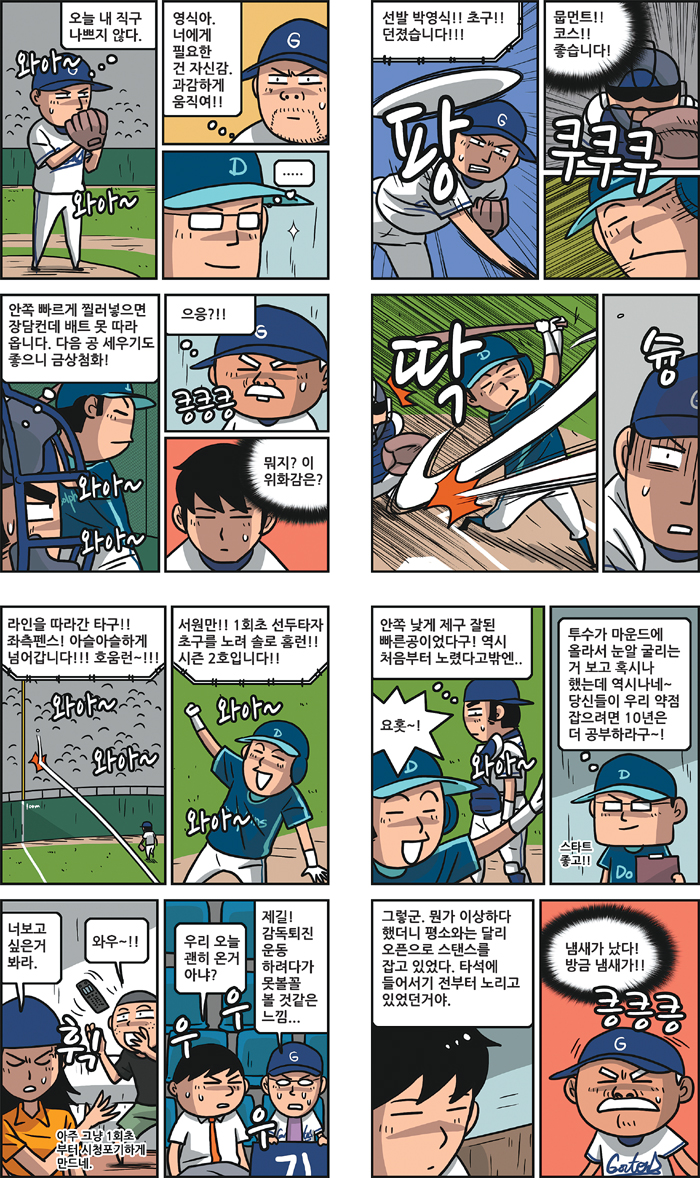 오늘 내 직구
나쁘지 않다.
와아~
와아~
G
영식아.
너에게
필요한
건 자신감.
과감하게
움직여!!
D
.....
선발 박영식!! 초구!!
던졌습니다!!!
팡
G
몸먼트!!
코스!!
좋습니다!
쿠쿠쿠
안쪽 빠르게 찔러넣으면
장담컨데 배트 못 따라
옵니다. 다음 공 세우기도
좋으니 금상첨화!
와아~
와아~
olph
으응?!!
G
킁킁킁
뭐지? 이
위화감은?
딱
D
슝
라인을 따라간 타구!!
좌측펜스! 아슬아슬하게
넘어갑니다!!! 호움런~!!!
와아~
와아~
100m
서원만!! 1회초 선두타자
초구를 노려 솔로 홈런!!
시즌 2호입니다!!
와아~
D
와아~
안쪽 낮게 제구 잘된
빠른공이었다구! 역시
처음부터 노렸다고밖엔..
요홋~!
와아~
D
투수가 마운드에
올라서 눈알 굴리는
거 보고 혹시나
했는데 역시나네~
당신들이 우리 약점
잡으려면 10년은
더 공부하라구~!
D
스타트
좋고!!
Do
너보고
싶은거
봐라.
와우~!!
휙
아주 그냥 1회초
부터 시청포기하게
만드네.
우리 오늘
괜히 온거
아냐?
제길!
감독퇴진
운동
하려다가
못볼꼴
볼 것같은
느낌...
우
우
우
G
김
그렇군. 뭔가 이상하다
했더니 평소와는 달리
오픈으로 스탠스를
잡고 있었다. 타석에
들어서기 전부터 노리고
있었던거야.
냄새가 났다!
방금 냄새가!!
킁킁킁
G